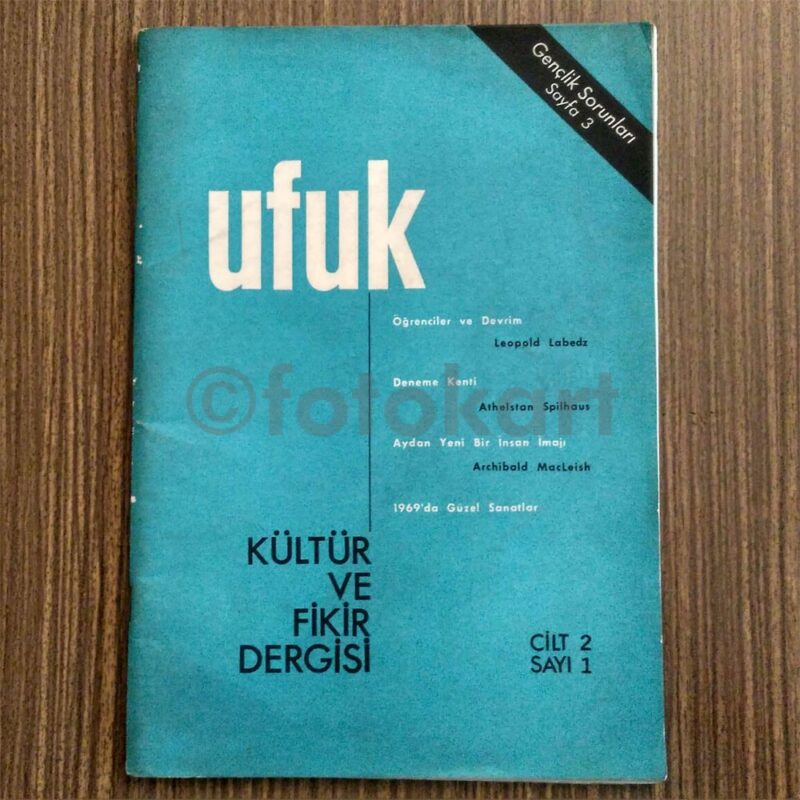 Gençlik Sorunları
Sayfa 3
ufuk
Öğrenciler ve Devrim
Leopold Labedz
Deneme Kenti
Athelstan Spilhaus
Aydan Yeni Bir İnsan İmajı
Archibald MacLeish
1969'da Güzel Sanatlar
©fotokart
KÜLTÜR
VE
FİKİR
DERGİSİ
CİLT 2
SAYI 1